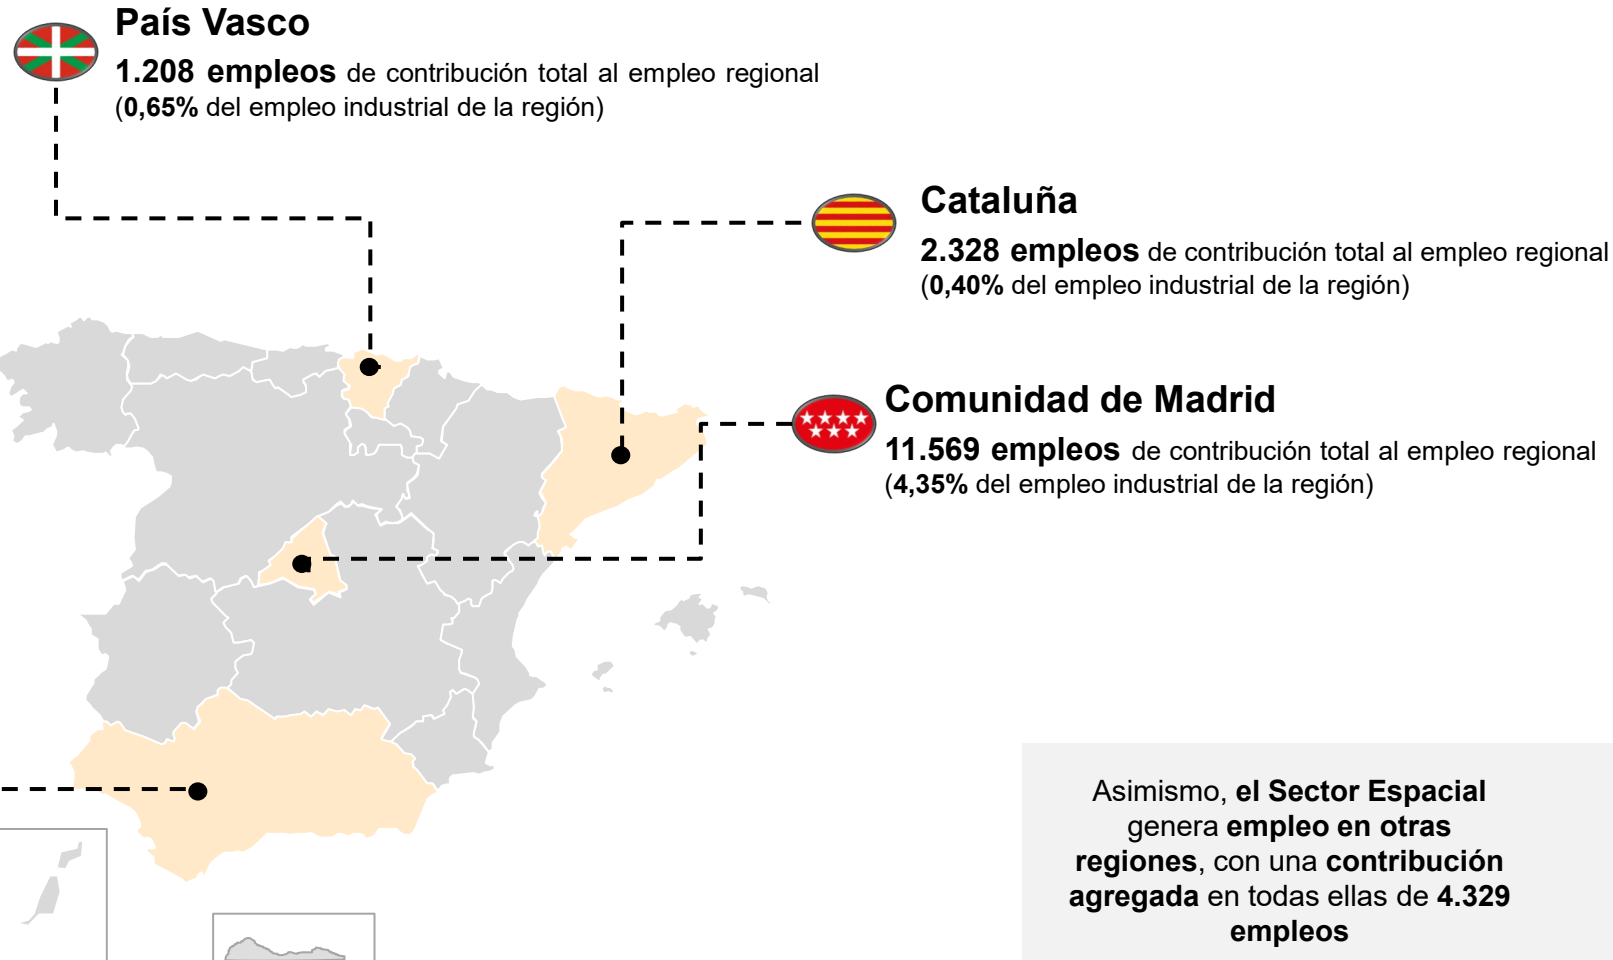 País Vasco
1.208 empleos de contribución total al empleo regional
(0,65% del empleo industrial de la región)
Cataluña
2.328 empleos de contribución total al empleo regional
(0,40% del empleo industrial de la región)
Comunidad de Madrid
11.569 empleos de contribución total al empleo regional
(4,35% del empleo industrial de la región)
Asimismo, el Sector Espacial
genera empleo en otras
regiones, con una contribución
agregada en todas ellas de 4.329
empleos